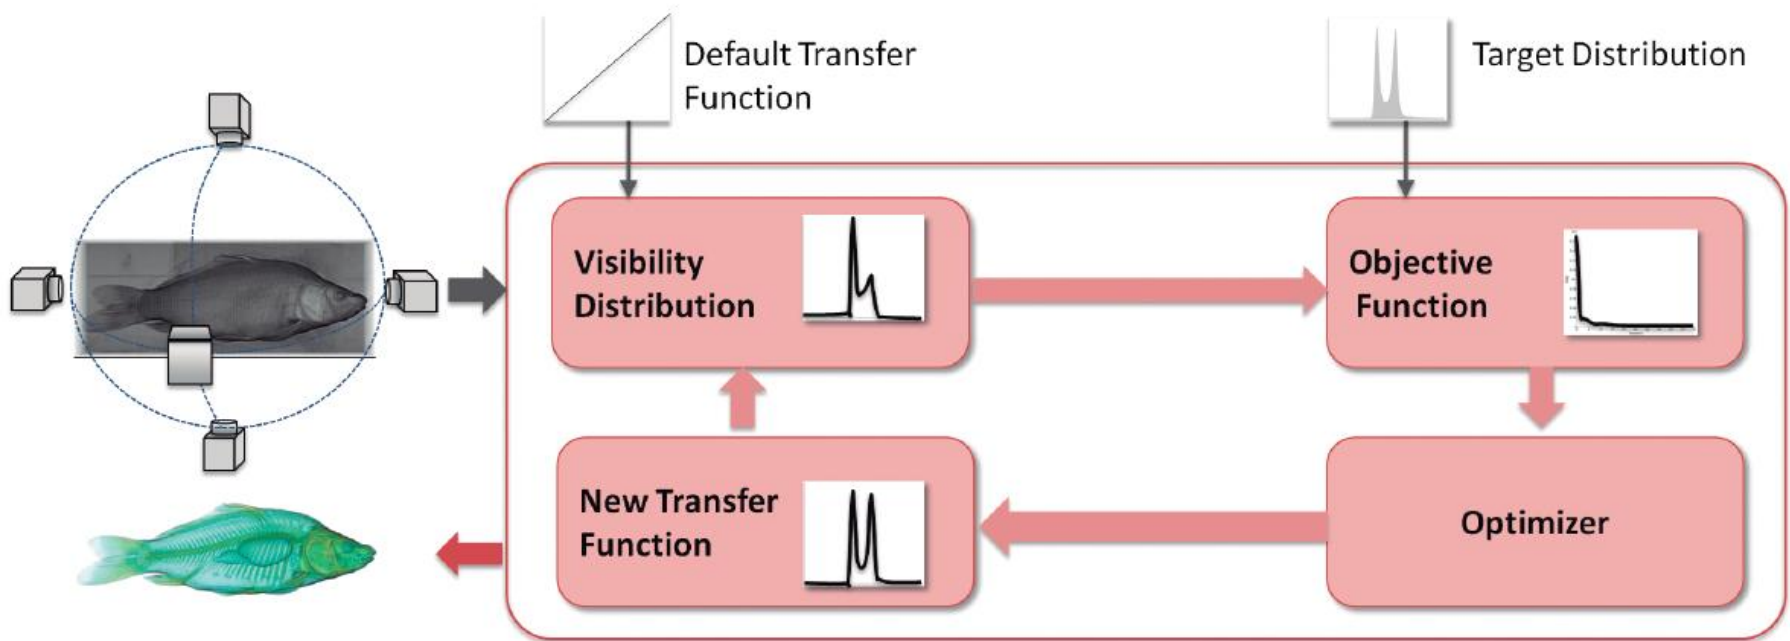 Default Transfer
Function
Target Distribution
Visibility
Distribution
Objective
Function
New Transfer
Function
Optimizer